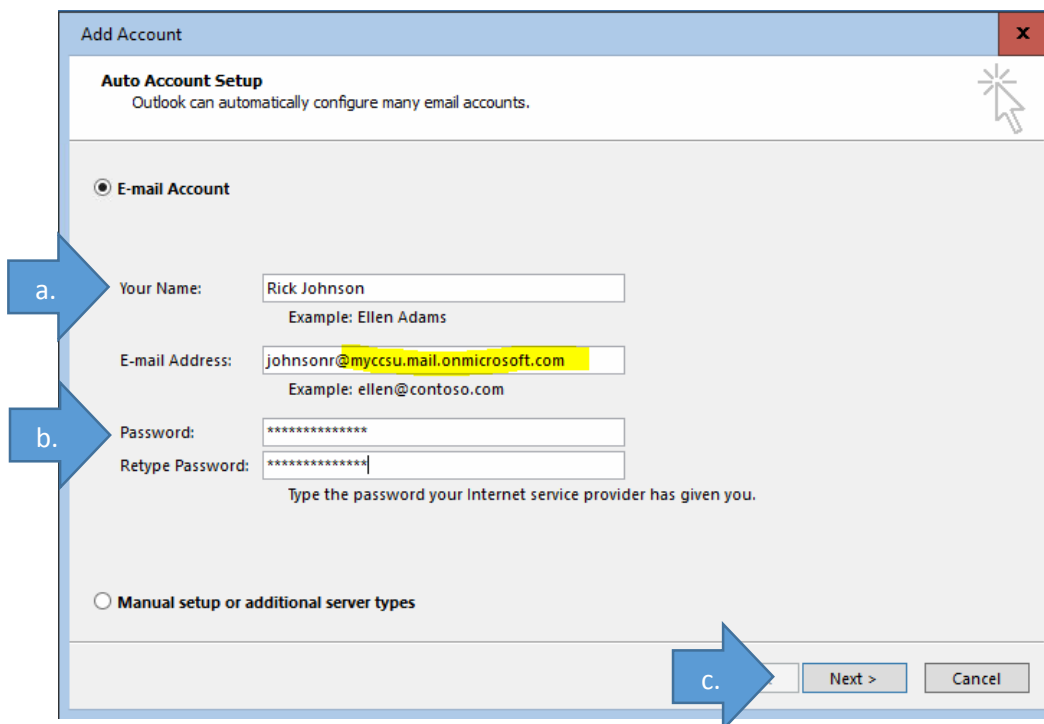 Add Account
x
Auto Account Setup
Outlook can automatically configure many email accounts.
E-mail Account
a.
Your Name:
Rick Johnson
Example: Ellen Adams
E-mail Address:
johnsonr@myccsu.mail.onmicrosoft.com
Example: ellen@contoso.com
b.
Password:
**************
Retype Password:
**************
Type the password your Internet service provider has given you.
Manual setup or additional server types
c.
Next >
Cancel